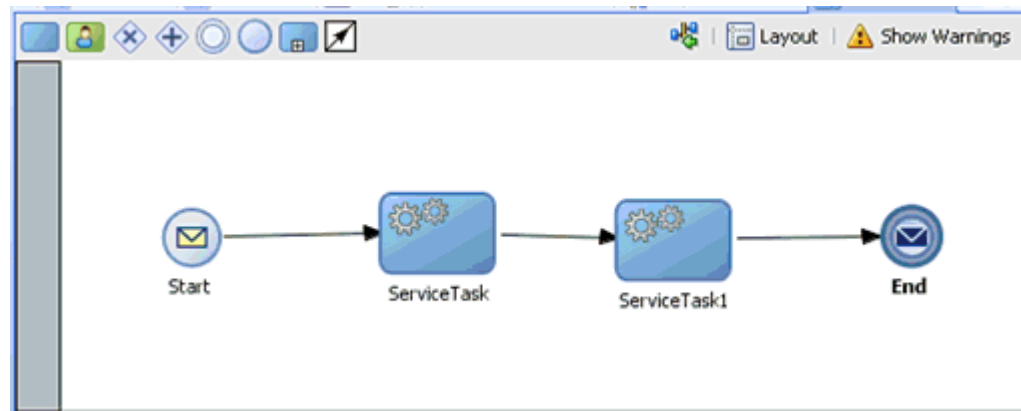 Layout
Show Warnings
Start
ServiceTask
ServiceTask1
End